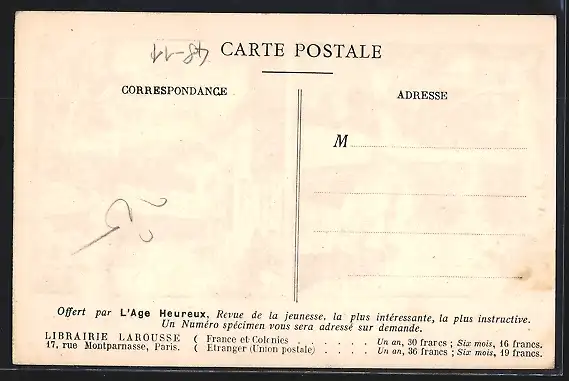 CARTE POSTALE
CORRESPONDANCE
ADRESSE
M
Offert par L'Age Heureux, Revue de la jeunesse, la plus intéressante, la plus instructive.
Un Numéro spécimen vous sera adressé sur demande.
LIBRAIRIE LAROUSSE ( France et Colonies . . . . . . . Un an, 30 francs ; Six mois, 16 francs.
17, rue Montparnasse, Paris. ( Etranger (Union postale) . . . . Un an, 36 francs ; Six mois, 19 francs.